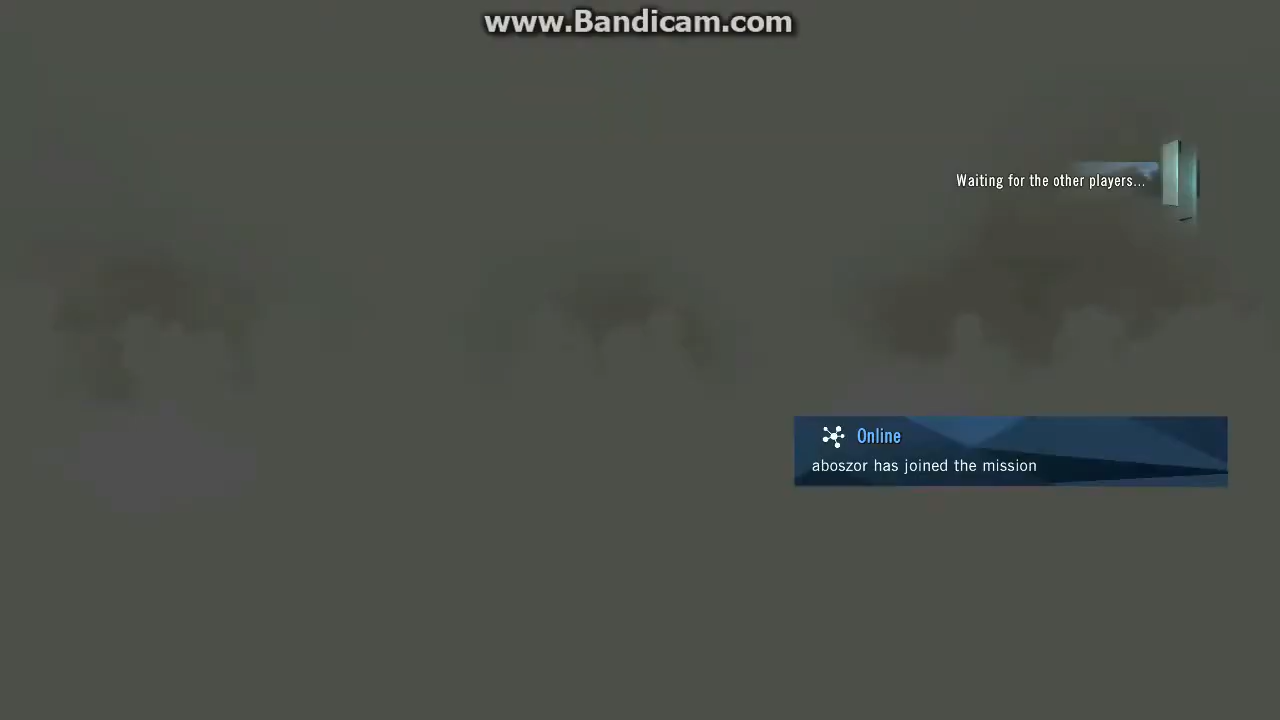 www.Bandicam.com
Waiting for the other players...
Online
aboszor has joined the mission